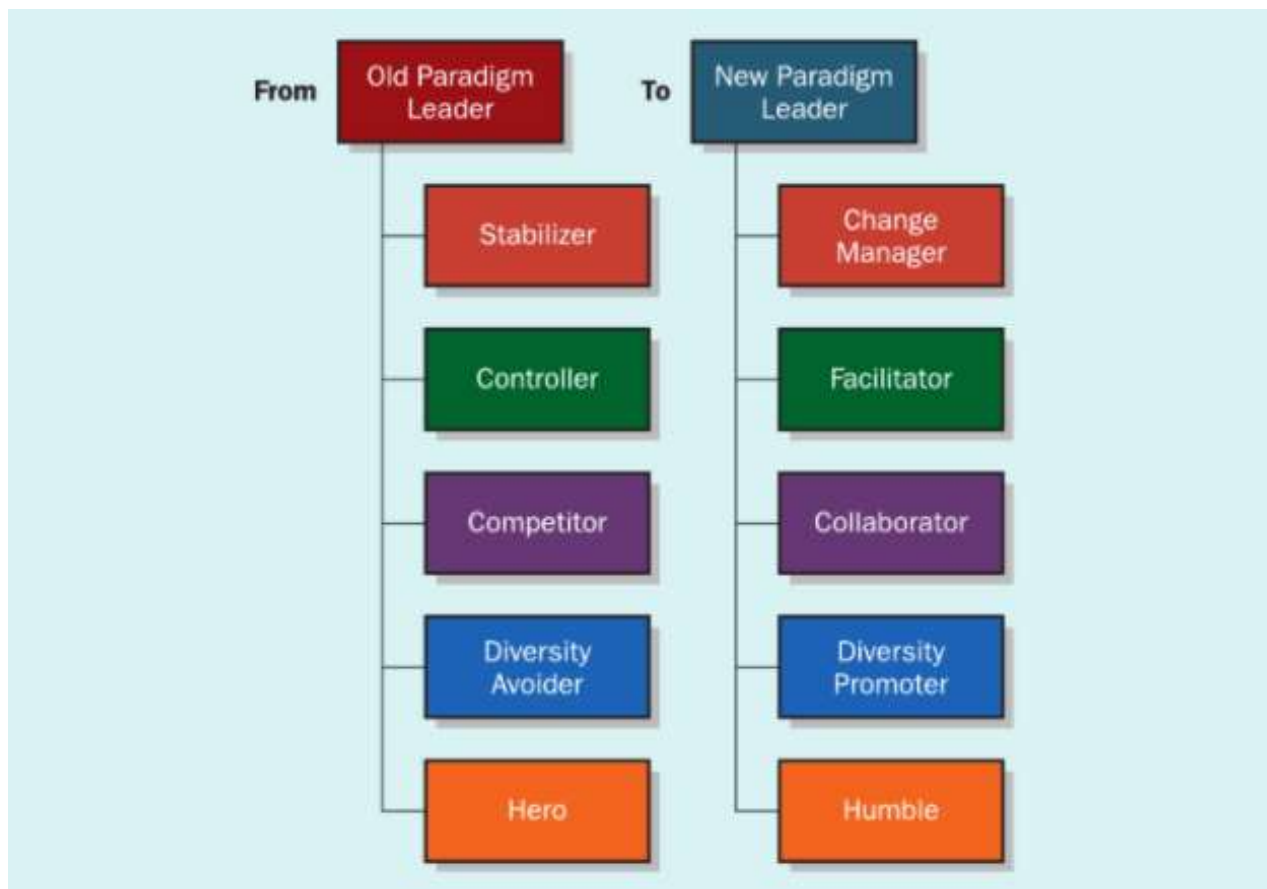 From
Old Paradigm
Leader
To
New Paradigm
Leader
Stabilizer
Change
Manager
Controller
Facilitator
Competitor
Collaborator
Diversity
Avoider
Diversity
Promoter
Hero
Humble